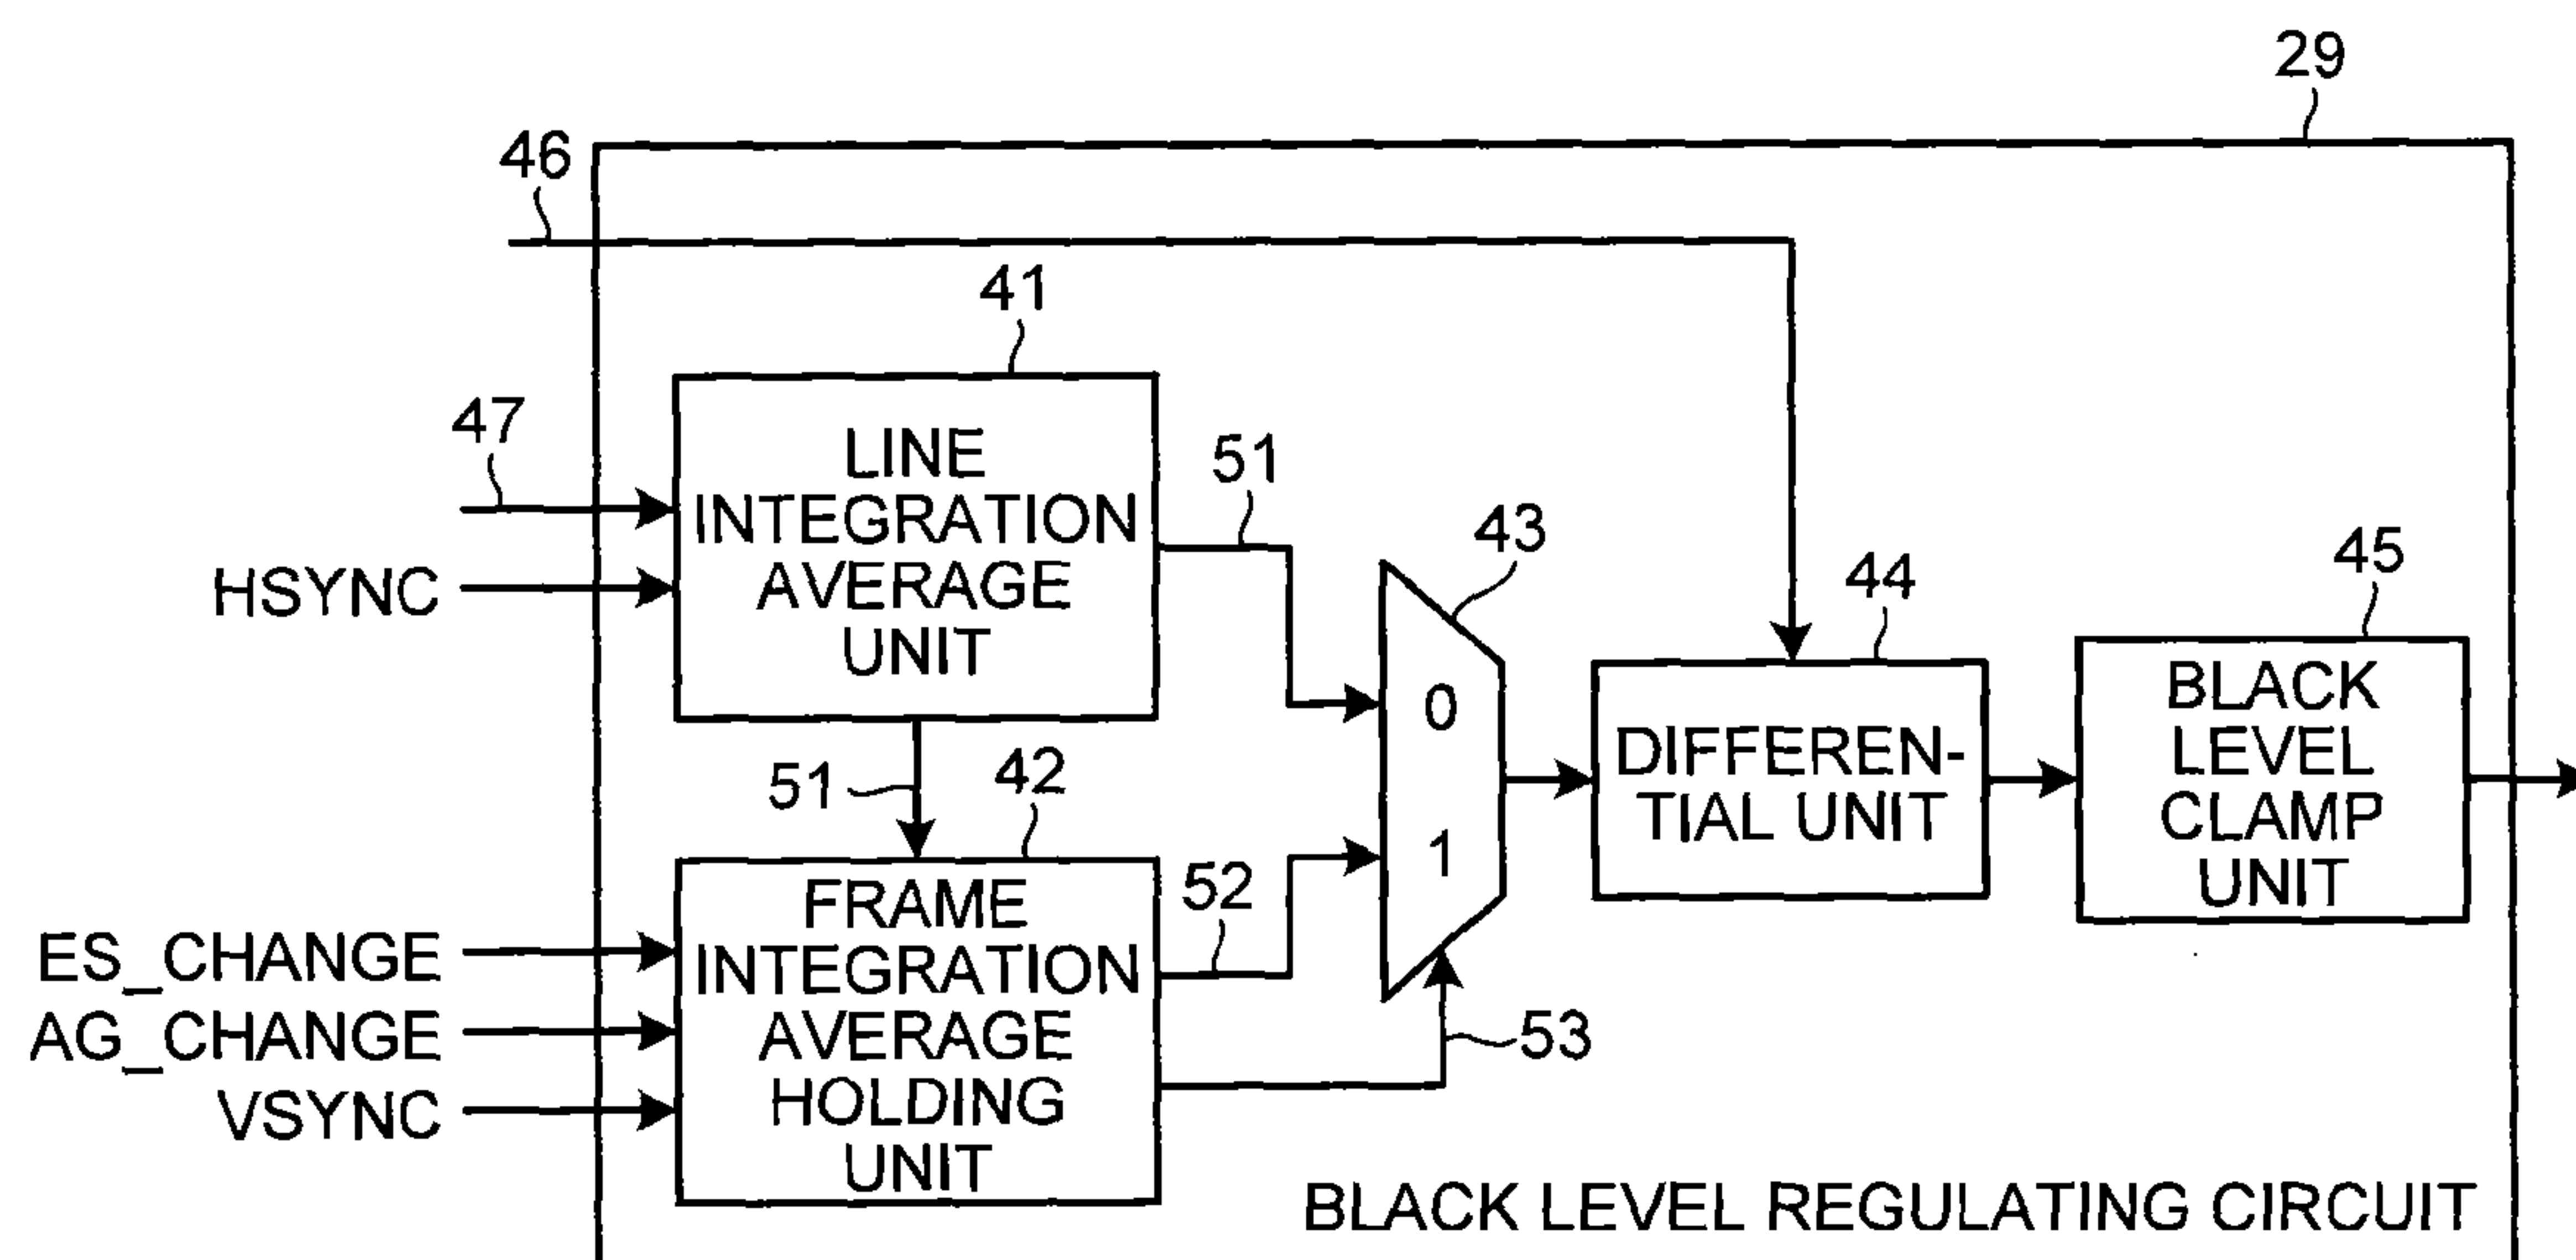 29
46
41
47
LINE
INTEGRATION
AVERAGE
UNIT
51
43
HSYNC
44
45
0
1
DIFFEREN-
TIAL UNIT
BLACK
LEVEL
CLAMP
UNIT
51
42
FRAME
INTEGRATION
AVERAGE
HOLDING
UNIT
52
53
ES_CHANGE
AG_CHANGE
VSYNC
BLACK LEVEL REGULATING CIRCUIT